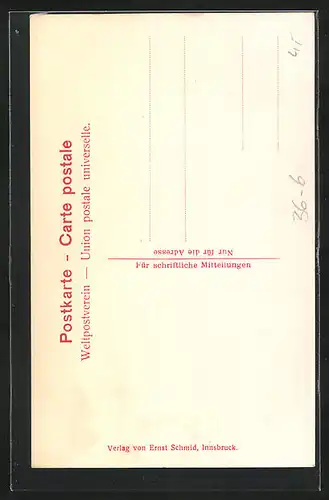 Postkarte - Carte postale
Weltpostverein — Union postale universelle.
Nur für die Adresse
Für schriftliche Mitteilungen
Verlag von Ernst Schmid, Innsbruck.
36-6